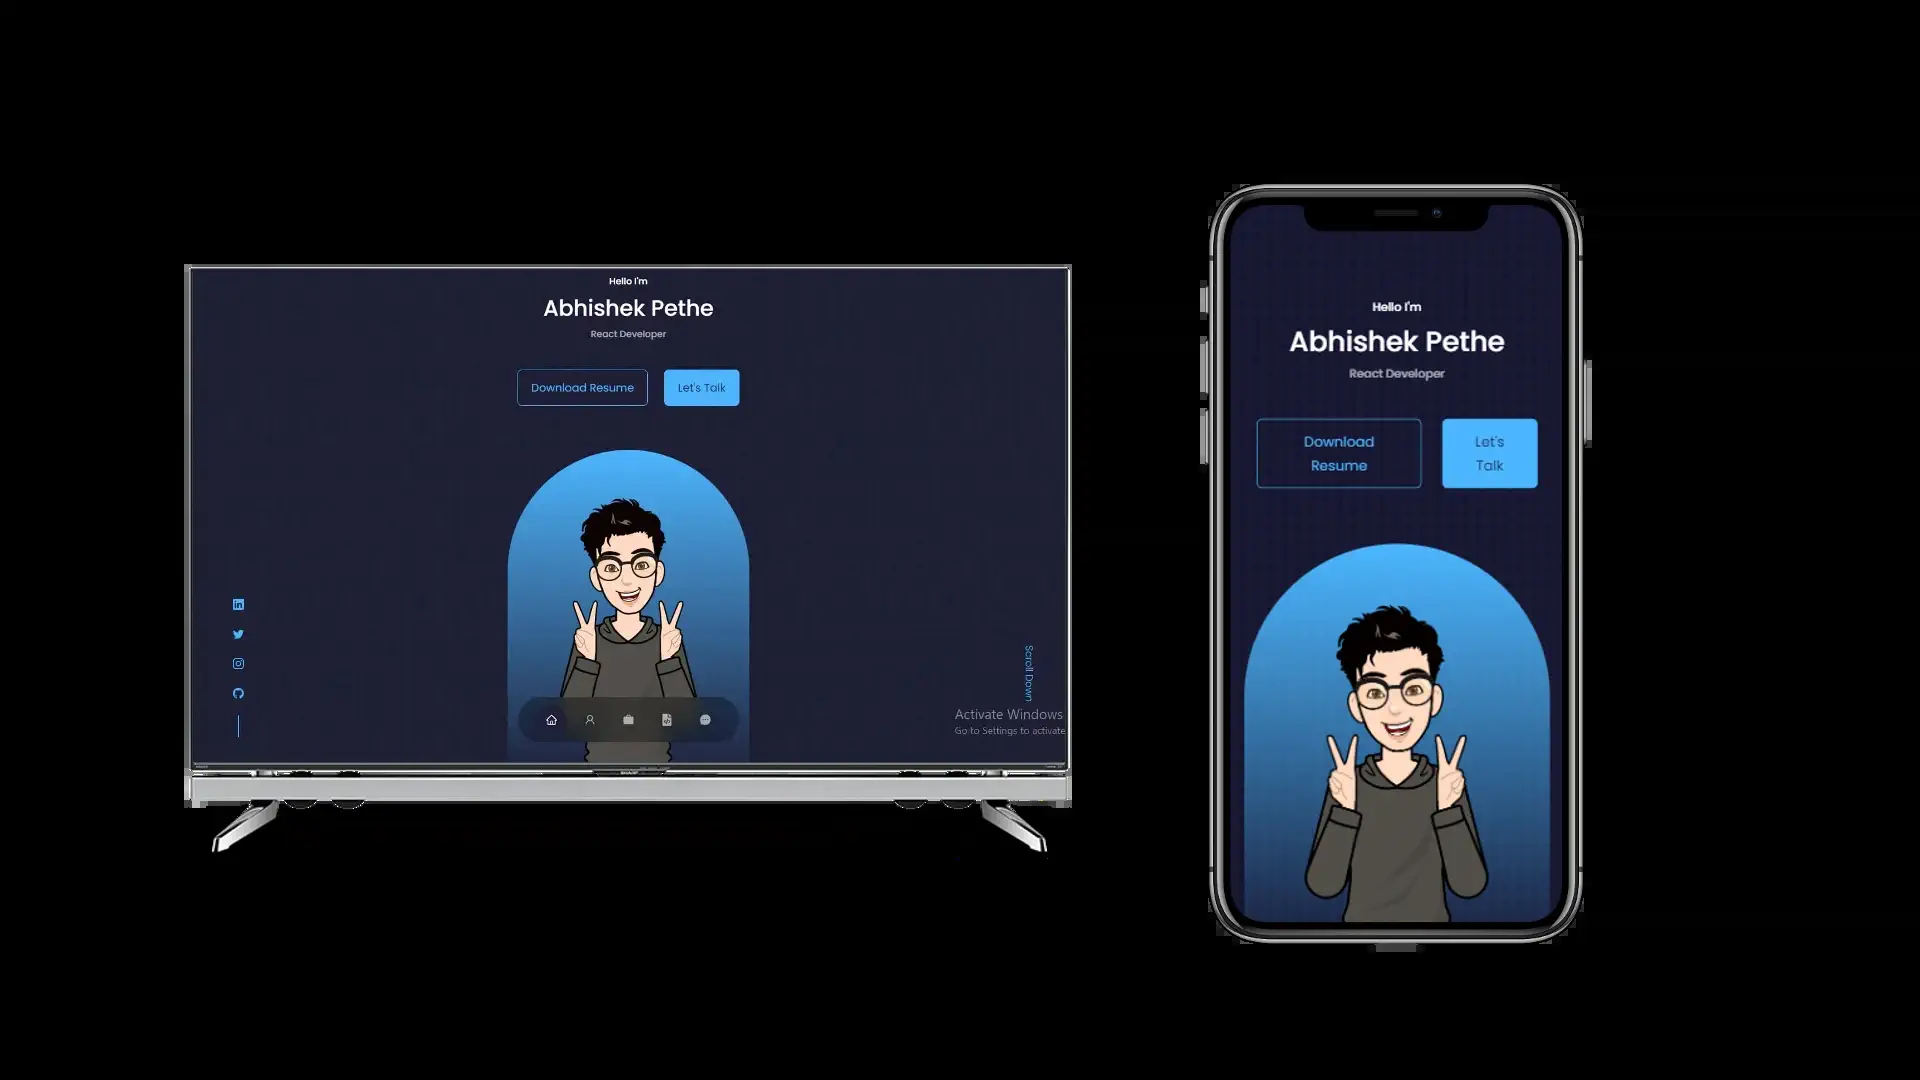 Hello I'm
Abhishek Pethe
React Developer
Download Resume
Let's Talk
Scroll Down
Activate Windows
Go to Settings to activate
Hello I'm
Abhishek Pethe
React Developer
Download
Resume
Let's
Talk